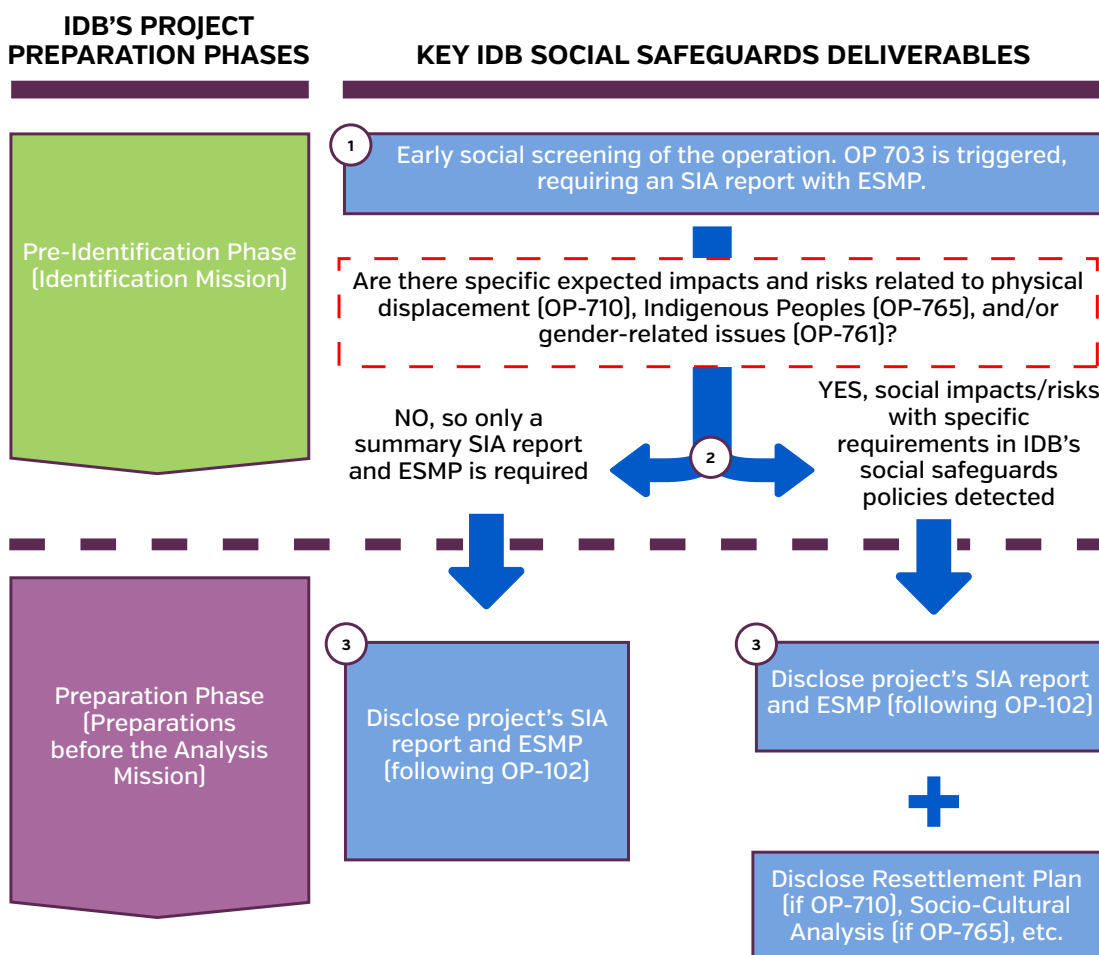 IDB'S PROJECT
PREPARATION PHASES
KEY IDB SOCIAL SAFEGUARDS DELIVERABLES
Pre-Identification Phase
(Identification Mission)
1
Early social screening of the operation. OP 703 is triggered,
requiring an SIA report with ESMP.
Are there specific expected impacts and risks related to physical
displacement (OP-710), Indigenous Peoples (OP-765), and/or
gender-related issues (OP-761)?
NO, so only a
summary SIA report
and ESMP is required
2
YES, social impacts/risks
with specific
requirements in IDB's
social safeguards
policies detected
Preparation Phase
(Preparations
before the Analysis
Mission)
3
Disclose project's SIA
report and ESMP
(following OP-102)
3
Disclose project's SIA report
and ESMP (following OP-102)
Disclose Resettlement Plan
(if OP-710), Socio-Cultural
Analysis (if OP-765), etc.